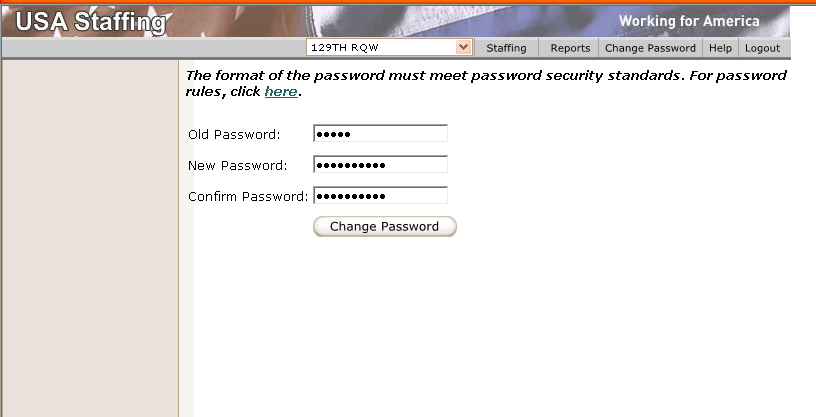 USA Staffing
Working for America
129TH RQW Staffing Reports Change Password Help Logout
The format of the password must meet password security standards. For password
rules, click here.
Old Password: •••••
New Password: ••••••••••
Confirm Password: ••••••••••
Change Password